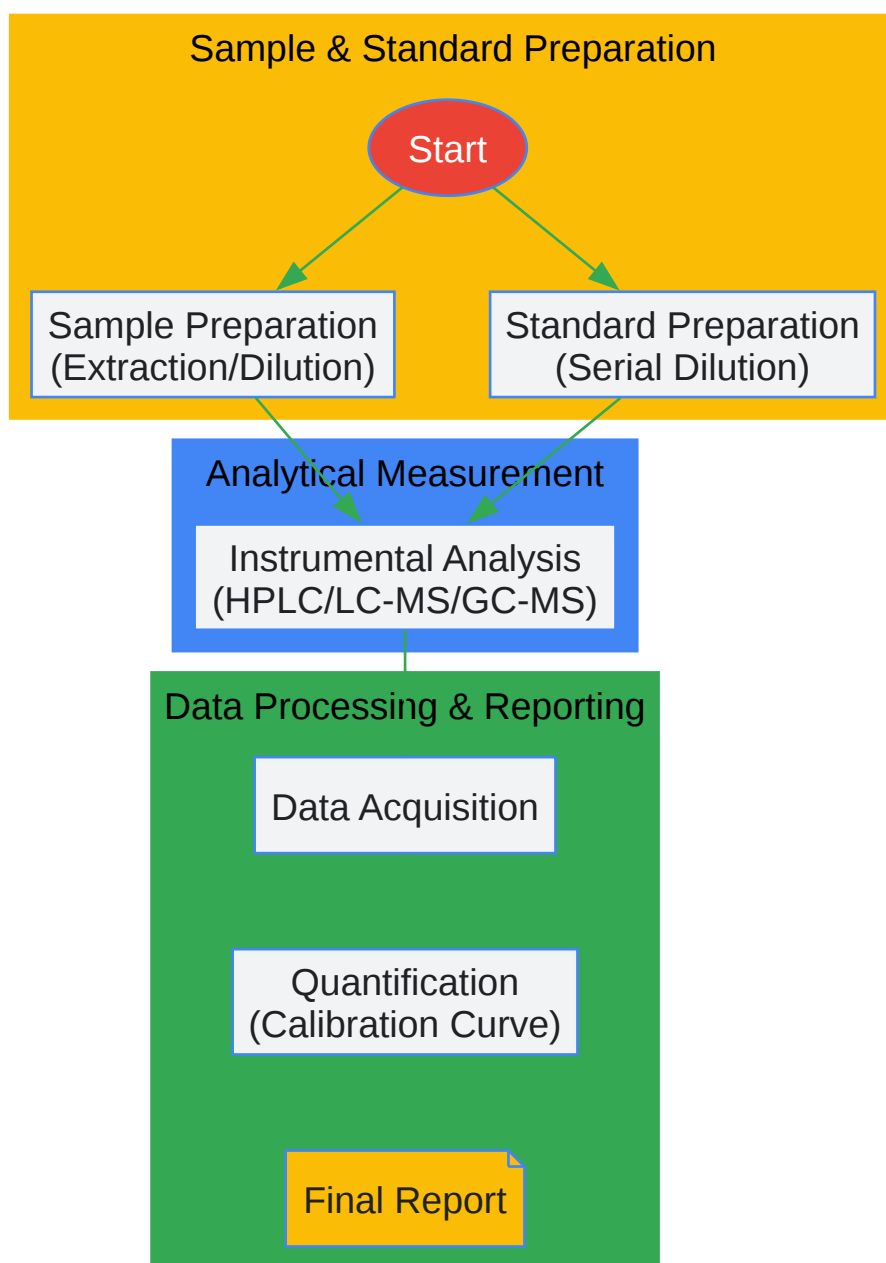 Sample & Standard Preparation
Start
Sample Preparation
(Extraction/Dilution)
Standard Preparation
(Serial Dilution)
Analytical Measurement
Instrumental Analysis
(HPLC/LC-MS/GC-MS)
Data Processing & Reporting
Data Acquisition
Quantification
(Calibration Curve)
Final Report